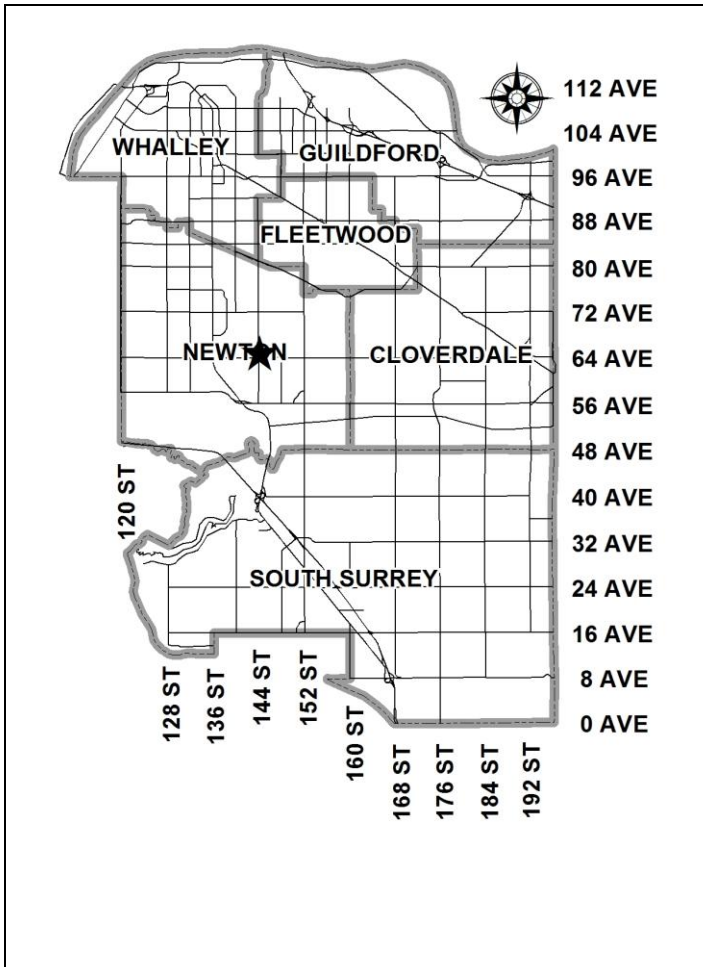 112 AVE
104 AVE
WHALLEY
GUILDFORD
96 AVE
88 AVE
FLEETWOOD
80 AVE
72 AVE
NEWTON
CLOVERDALE
64 AVE
56 AVE
48 AVE
120 ST
40 AVE
32 AVE
SOUTH SURREY
24 AVE
16 AVE
8 AVE
0 AVE
128 ST
136 ST
144 ST
152 ST
160 ST
168 ST
176 ST
184 ST
192 ST